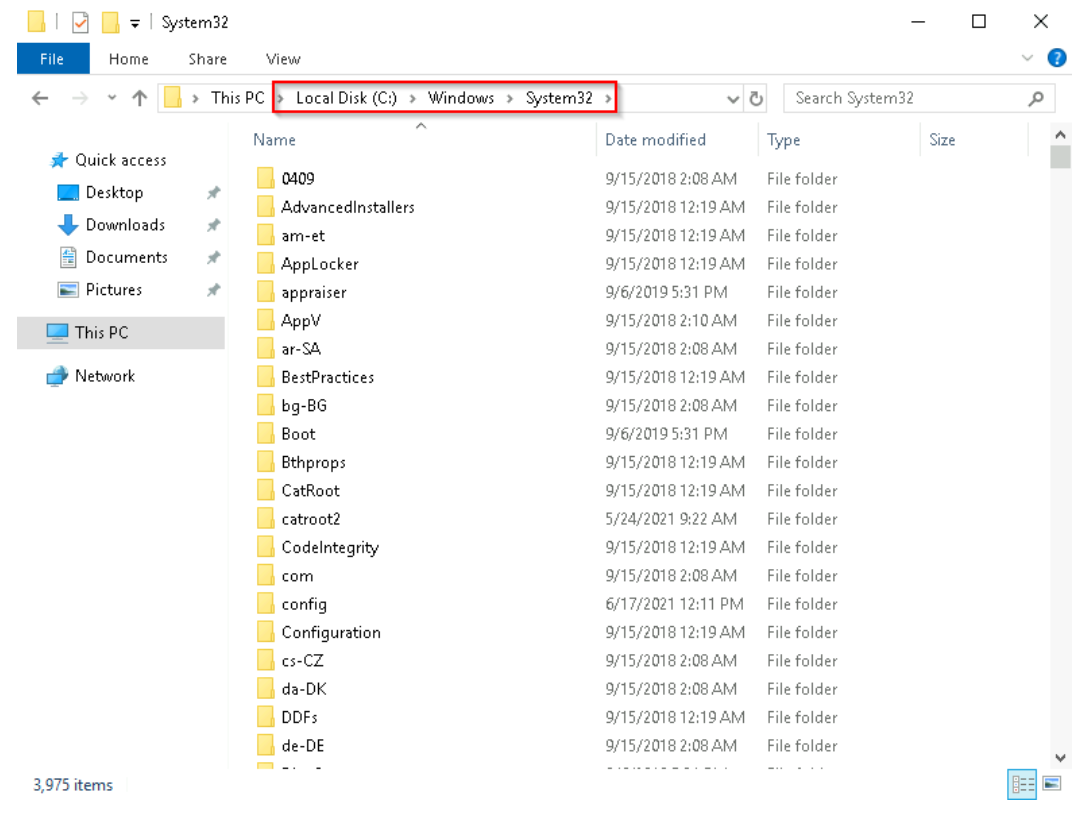 System32
File Home Share View
This PC > Local Disk (C:) > Windows > System32 > Search System32
Name Date modified Type Size
Quick access
Desktop
Downloads
Documents
Pictures
This PC
Network
0409 9/15/2018 2:08 AM File folder
AdvancedInstallers 9/15/2018 12:19 AM File folder
am-et 9/15/2018 12:19 AM File folder
AppLocker 9/15/2018 12:19 AM File folder
appraiser 9/6/2019 5:31 PM File folder
AppV 9/15/2018 2:10 AM File folder
ar-SA 9/15/2018 2:08 AM File folder
BestPractices 9/15/2018 12:19 AM File folder
bg-BG 9/15/2018 2:08 AM File folder
Boot 9/6/2019 5:31 PM File folder
Bthprops 9/15/2018 12:19 AM File folder
CatRoot 9/15/2018 12:19 AM File folder
catroot2 5/24/2021 9:22 AM File folder
CodeIntegrity 9/15/2018 12:19 AM File folder
com 9/15/2018 2:08 AM File folder
config 6/17/2021 12:11 PM File folder
Configuration 9/15/2018 12:19 AM File folder
cs-CZ 9/15/2018 2:08 AM File folder
da-DK 9/15/2018 2:08 AM File folder
DDFs 9/15/2018 12:19 AM File folder
de-DE 9/15/2018 2:08 AM File folder
3,975 items